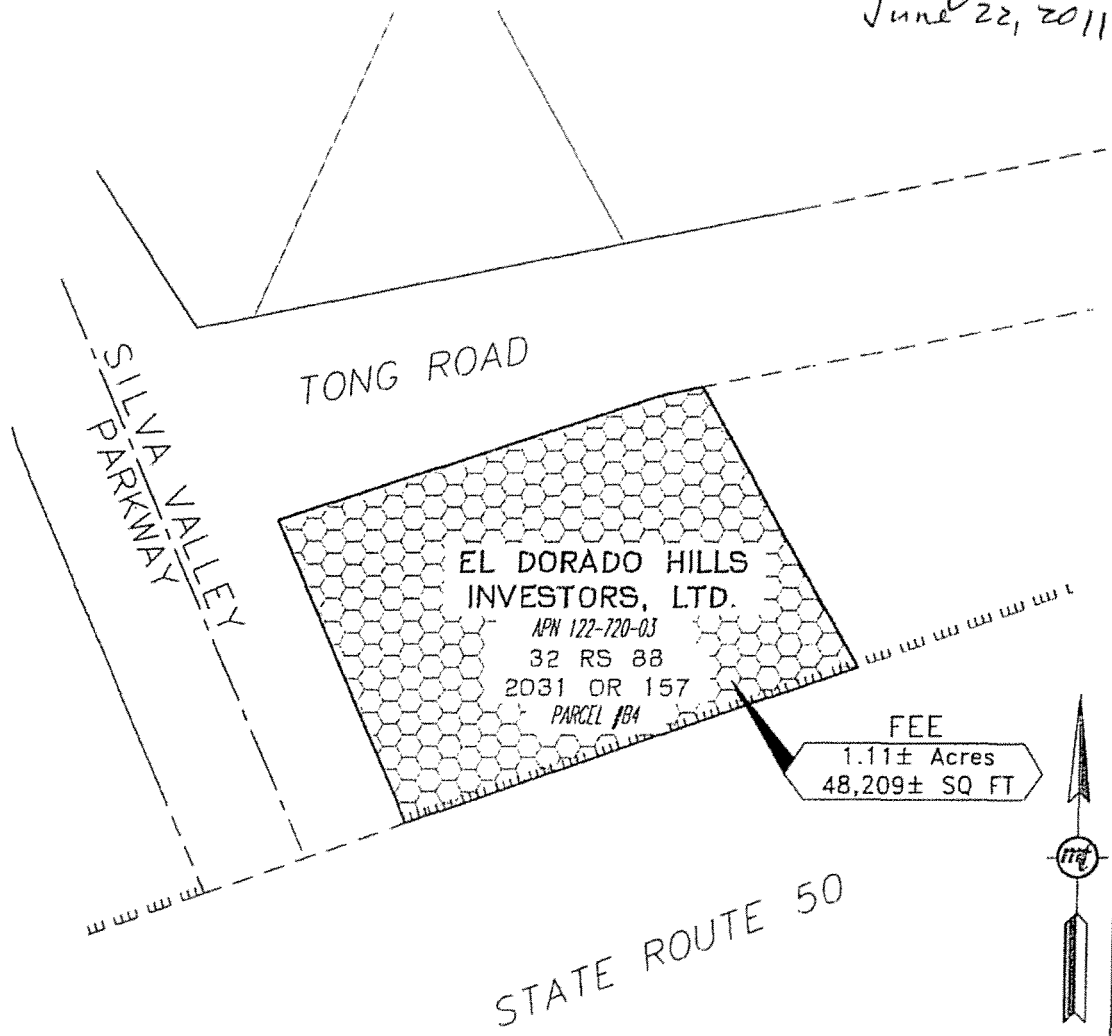 June 22, 2011
TONG ROAD
SILVA VALLEY
PARKWAY
EL DORADO HILLS
INVESTORS, LTD.
APN 122-720-03
32 RS 88
2031 OR 157
PARCEL #B4
FEE
1.11± Acres
48,209± SQ FT
STATE ROUTE 50